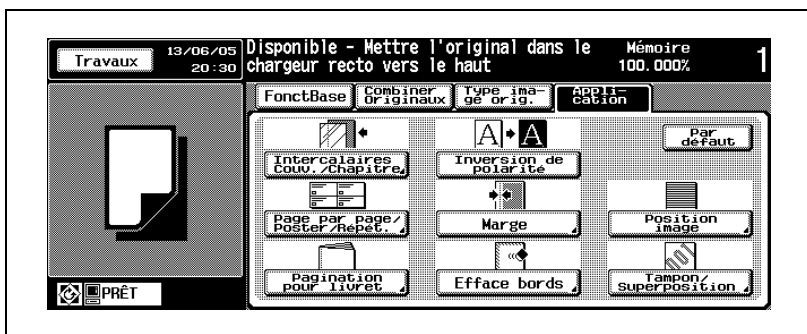 Travaux
13/06/05
20:30
Disponible - Mettre l'original dans le
chargeur recto vers le haut
Mémoire
100.000%
1
FonctBase
Combiner
Originaux
Type ima-
ge orig.
Appli-
cation
A A
Par
défaut
Intercalaires
Couv./Chapitre
Inversion de
polarité
Page par page/
Poster/Répét.
Marge
Position
image
001
Pagination
pour livret
Efface bords
Tampon/
Superposition
PRÊT